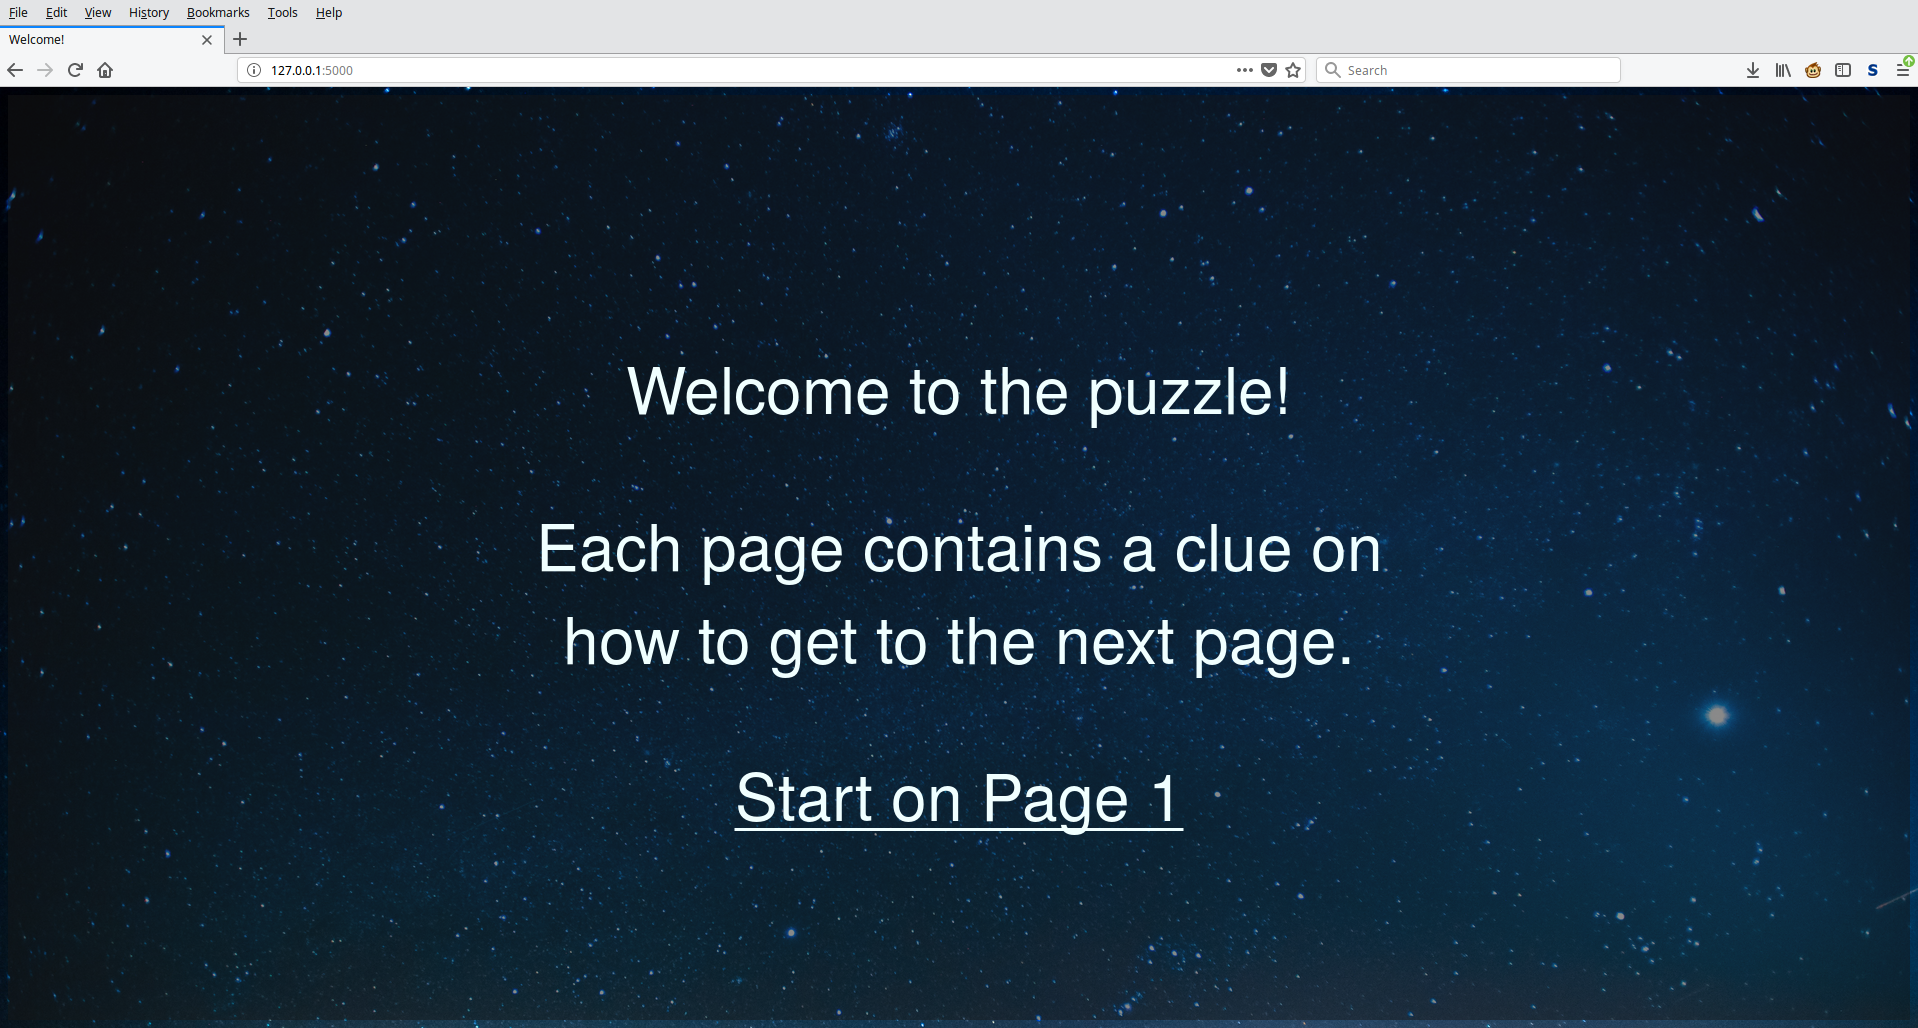 File Edit View History Bookmarks Tools Help
Welcome!
127.0.0.1:5000
Search
S
Welcome to the puzzle!
Each page contains a clue on
how to get to the next page.
Start on Page 1